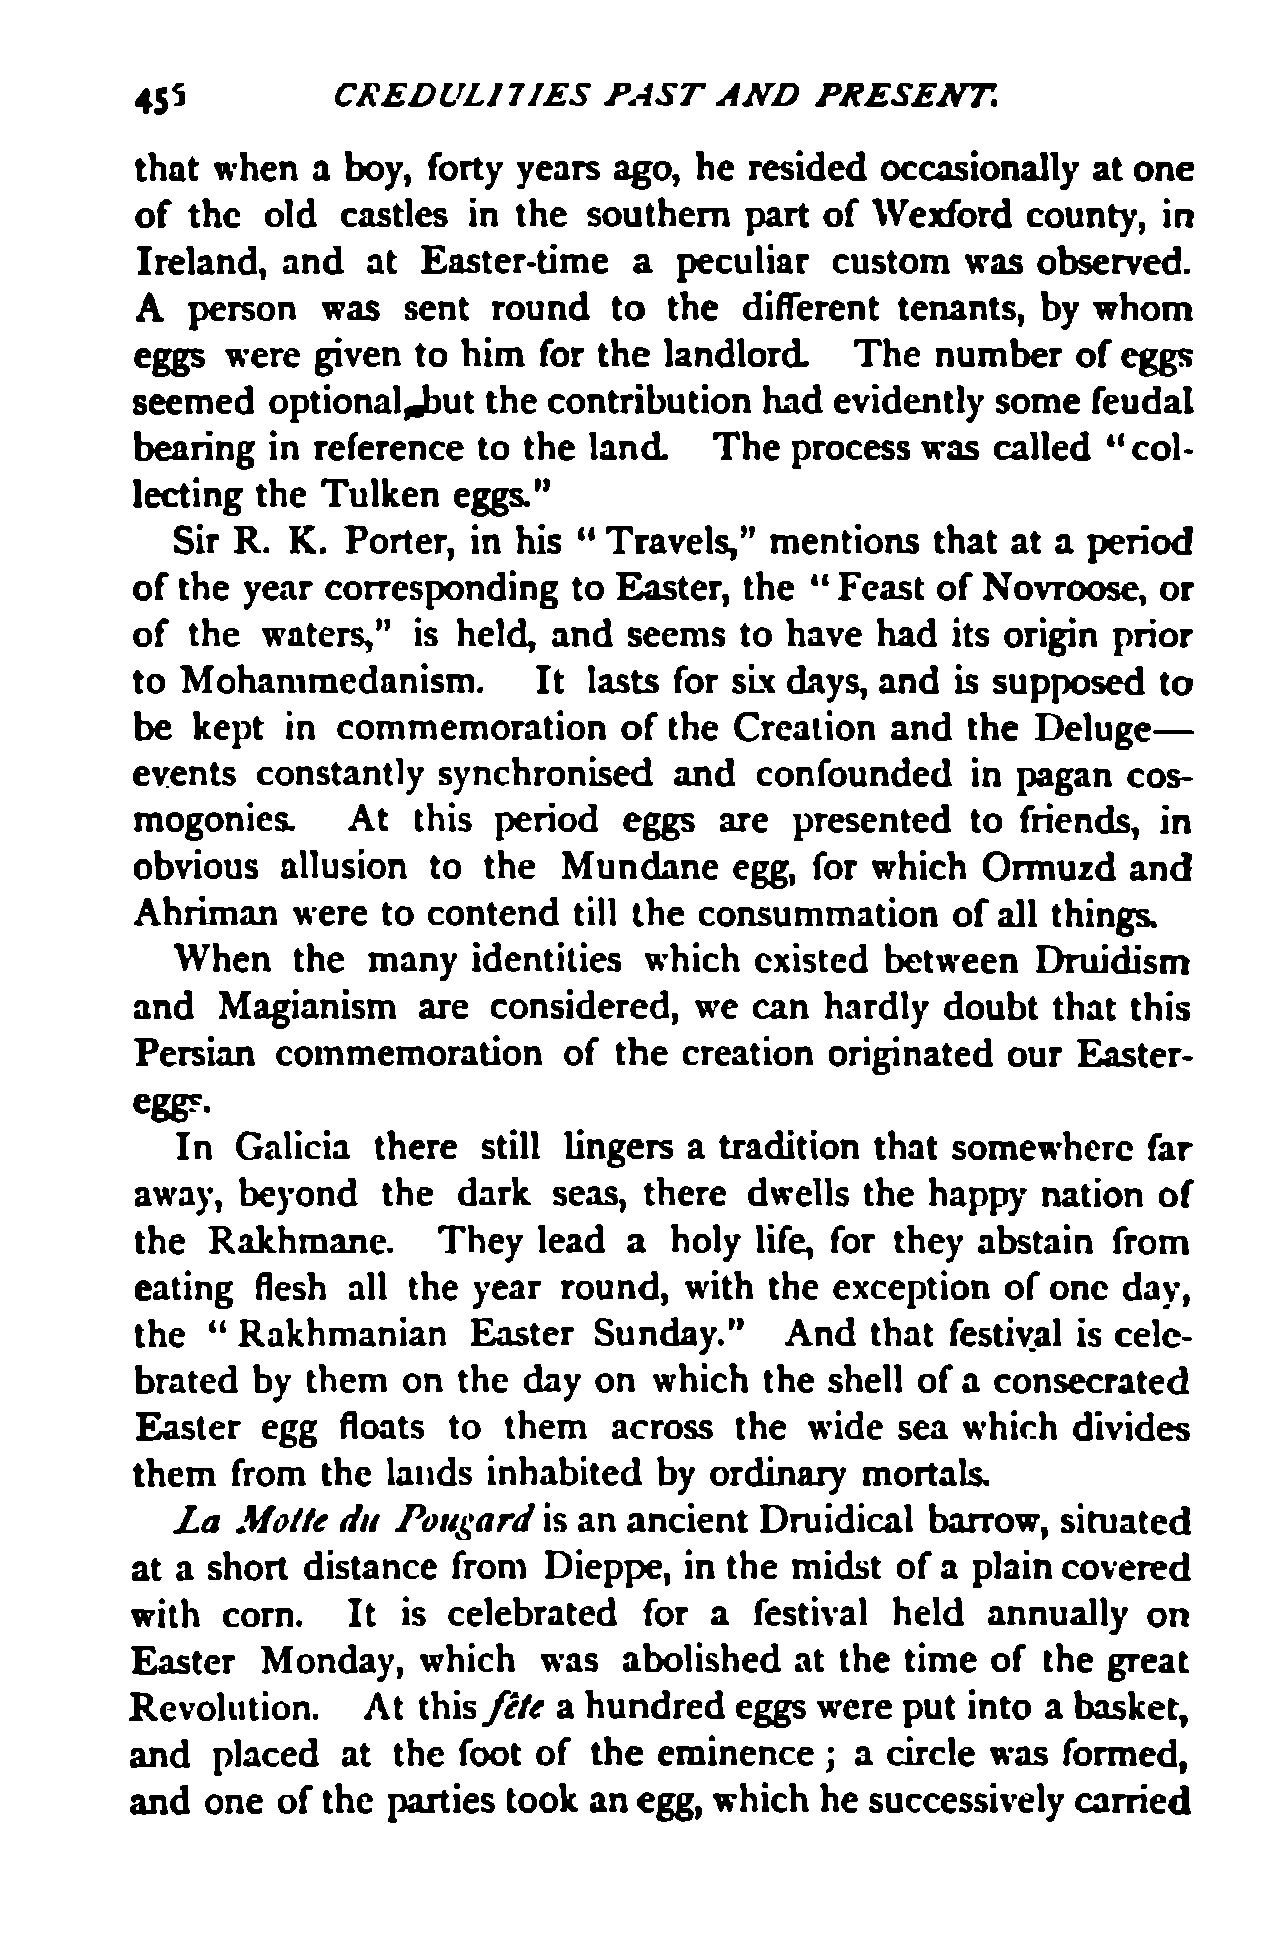 455 CREDULITIES PAST AND PRESENT.
that when a boy, forty years ago, he resided occasionally at one
of the old castles in the southern part of Wexford county, in
Ireland, and at Easter-time a peculiar custom was observed.
A person was sent round to the different tenants, by whom
eggs were given to him for the landlord. The number of eggs
seemed optional, but the contribution had evidently some feudal
bearing in reference to the land. The process was called “col-
lecting the Tulken eggs.”
Sir R. K. Porter, in his “Travels,” mentions that at a period
of the year corresponding to Easter, the “Feast of Novroose, or
of the waters,” is held, and seems to have had its origin prior
to Mohammedanism. It lasts for six days, and is supposed to
be kept in commemoration of the Creation and the Deluge—
events constantly synchronised and confounded in pagan cos-
mogonies. At this period eggs are presented to friends, in
obvious allusion to the Mundane egg, for which Ormuzd and
Ahriman were to contend till the consummation of all things.
When the many identities which existed between Druidism
and Magianism are considered, we can hardly doubt that this
Persian commemoration of the creation originated our Easter-
eggs.
In Galicia there still lingers a tradition that somewhere far
away, beyond the dark seas, there dwells the happy nation of
the Rakhmane. They lead a holy life, for they abstain from
eating flesh all the year round, with the exception of one day,
the “Rakhmanian Easter Sunday.” And that festival is cele-
brated by them on the day on which the shell of a consecrated
Easter egg floats to them across the wide sea which divides
them from the lands inhabited by ordinary mortals.
La Motte du Pougard is an ancient Druidical barrow, situated
at a short distance from Dieppe, in the midst of a plain covered
with corn. It is celebrated for a festival held annually on
Easter Monday, which was abolished at the time of the great
Revolution. At this fête a hundred eggs were put into a basket,
and placed at the foot of the eminence; a circle was formed,
and one of the parties took an egg, which he successively carried